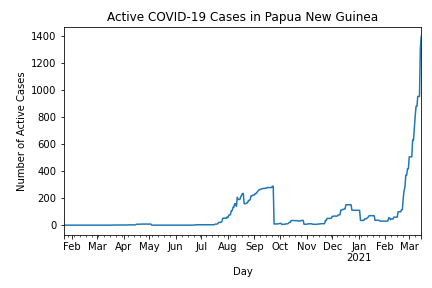 Active COVID-19 Cases in Papua New Guinea
Number of Active Cases
1400
1200
1000
800
600
400
200
0
Feb Mar Apr May Jun Jul Aug Sep Oct Nov Dec Jan Feb Mar
2021
Day